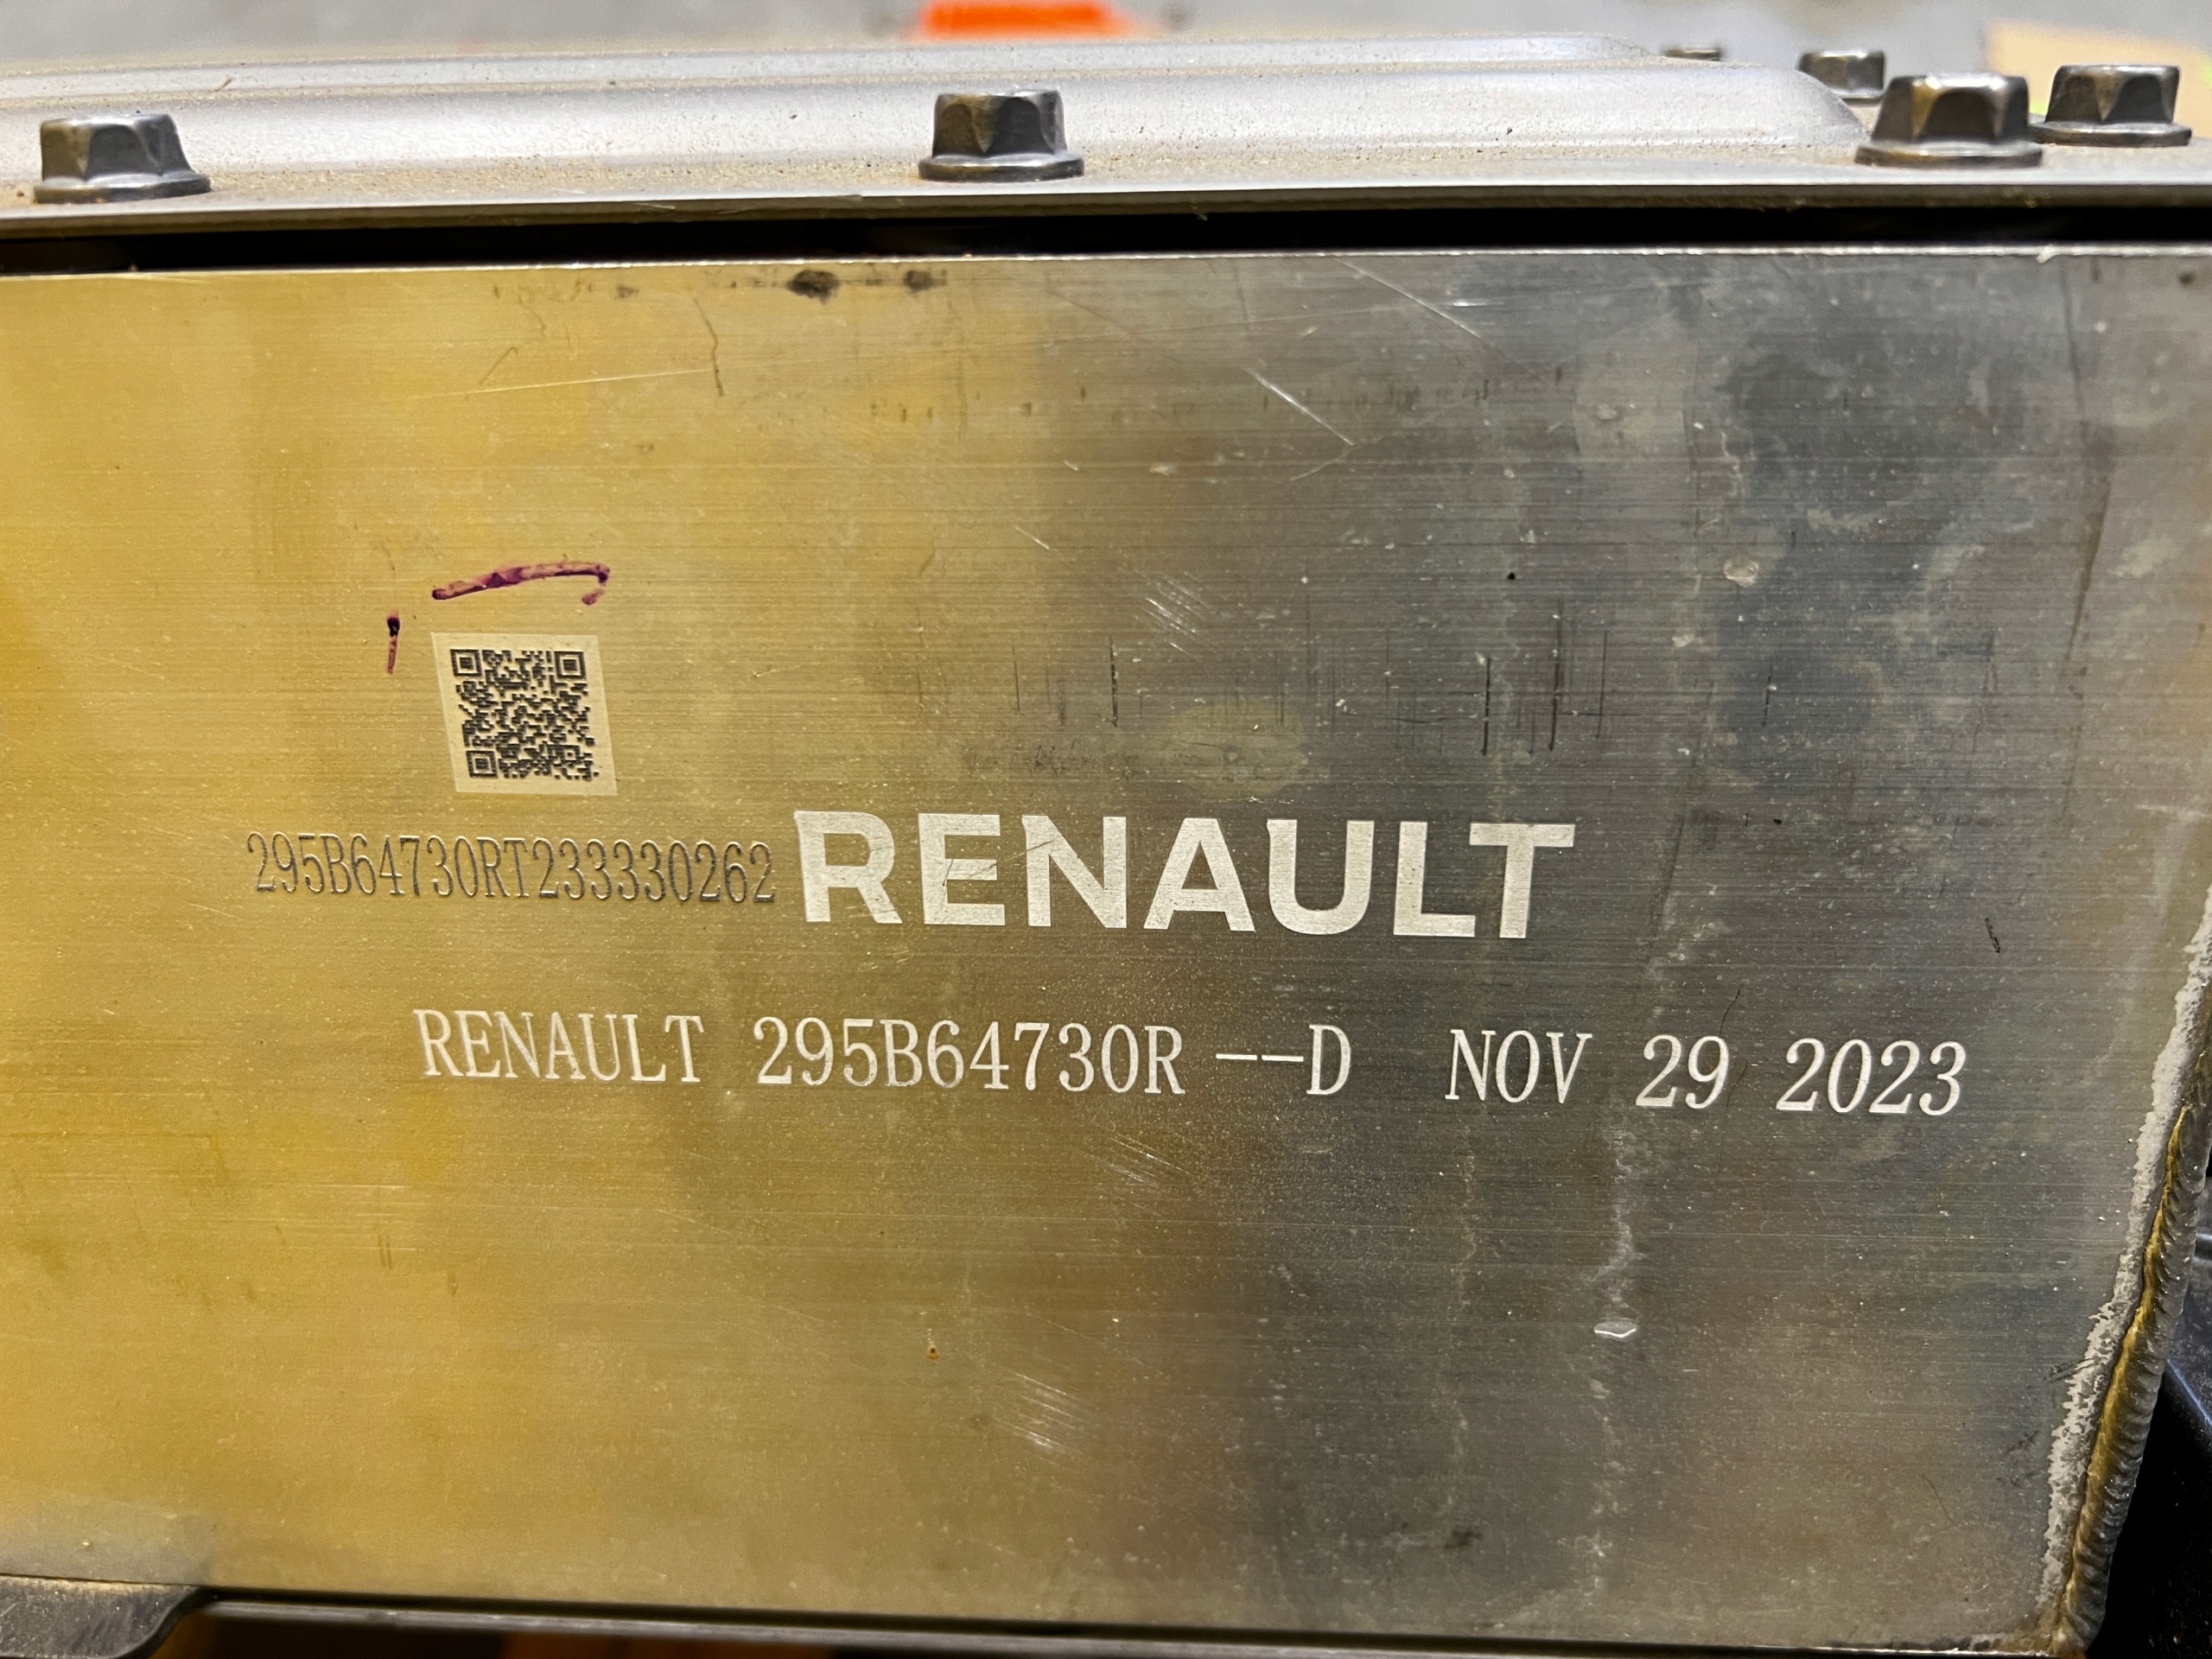 295B64730RT233330262 RENAULT
RENAULT 295B64730R --D NOV 29 2023